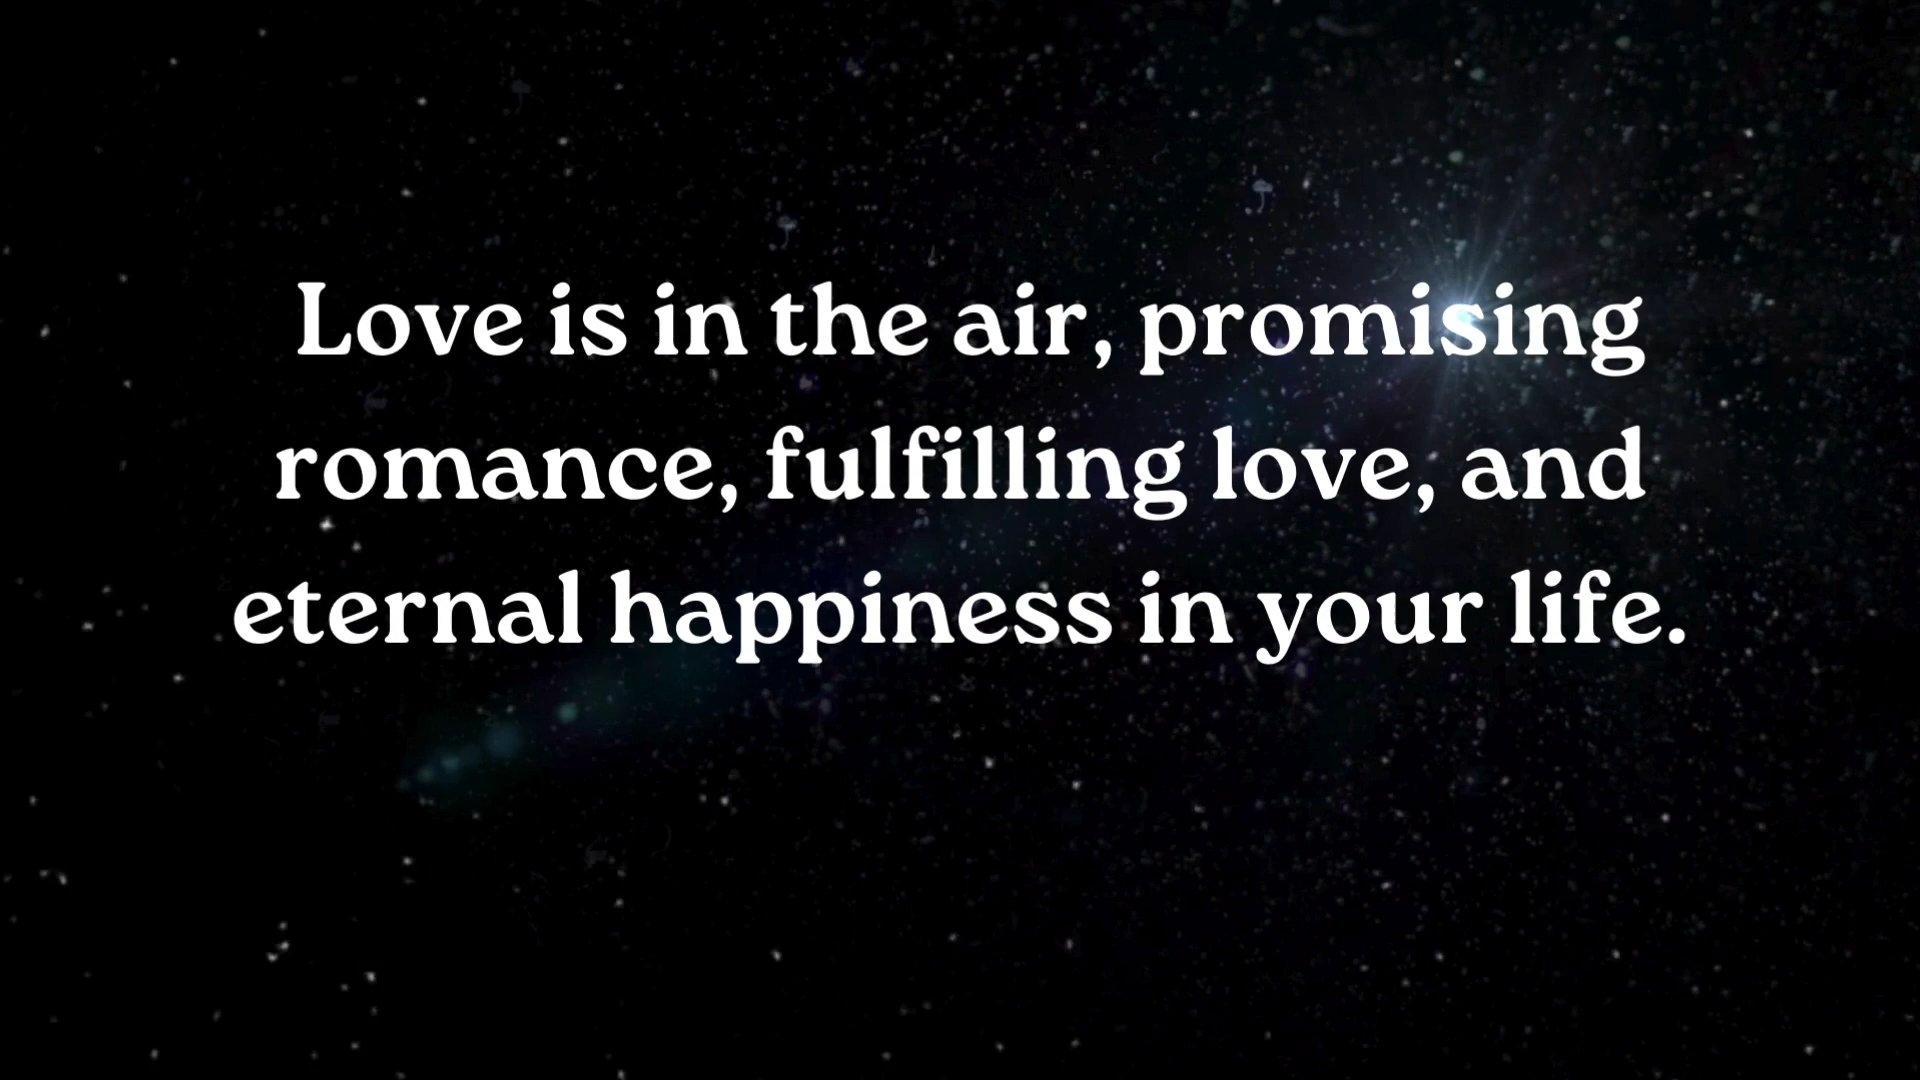 Love is in the air, promising
romance, fulfilling love, and
eternal happiness in your life.